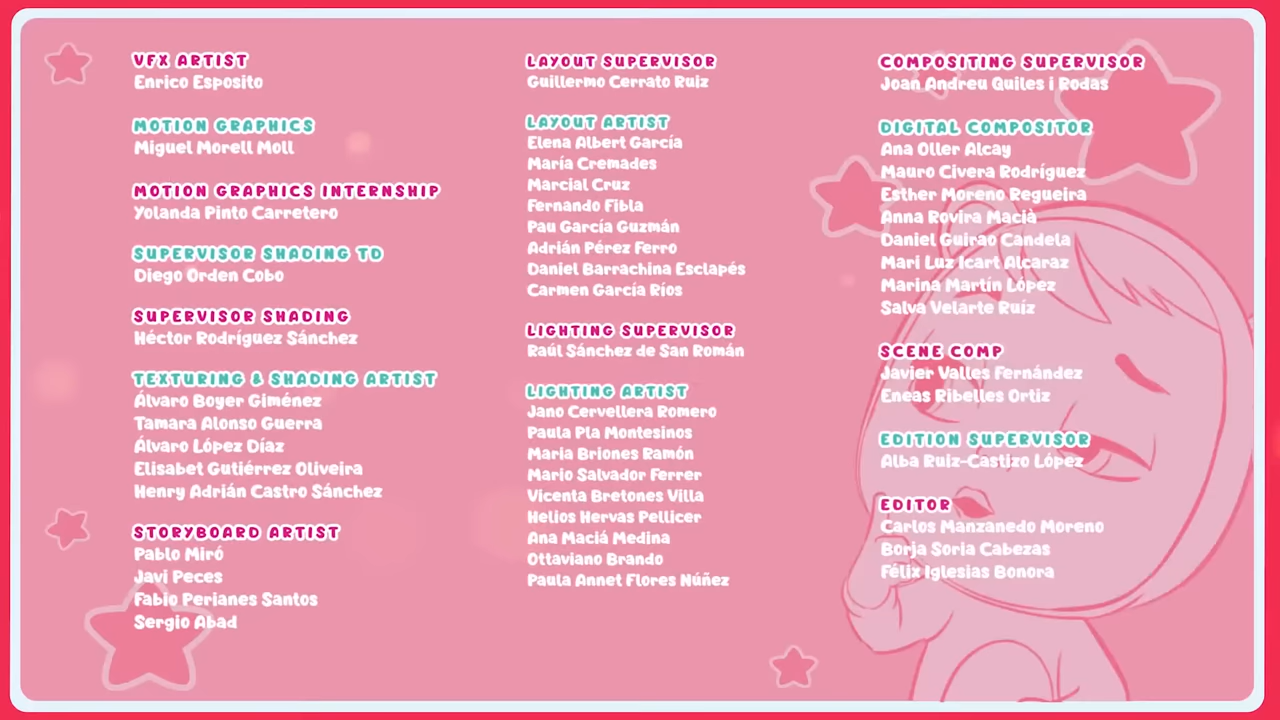 VFX ARTIST
Enrico Esposito
MOTION GRAPHICS
Miguel Morell Moll
MOTION GRAPHICS INTERNSHIP
Yolanda Pinto Carretero
SUPERVISOR SHADING TD
Diego Orden Cobo
SUPERVISOR SHADING
Héctor Rodríguez Sánchez
TEXTURING & SHADING ARTIST
Álvaro Boyer Giménez
Tamara Alonso Guerra
Álvaro López Díaz
Elisabet Gutiérrez Oliveira
Henry Adrián Castro Sánchez
STORYBOARD ARTIST
Pablo Miró
Javi Peces
Fabio Perianes Santos
Sergio Abad
LAYOUT SUPERVISOR
Guillermo Cerrato Ruiz
LAYOUT ARTIST
Elena Albert García
María Cremades
Marcial Cruz
Fernando Fibla
Pau García Guzmán
Adrián Pérez Ferro
Daniel Barrachina Esclapés
Carmen García Ríos
LIGHTING SUPERVISOR
Raúl Sánchez de San Román
LIGHTING ARTIST
Jano Cervellera Romero
Paula Pla Montesinos
Maria Briones Ramón
Mario Salvador Ferrer
Vicenta Bretones Villa
Helios Hervas Pellicer
Ana Maciá Medina
Ottaviano Brando
Paula Annet Flores Núñez
COMPOSITING SUPERVISOR
Joan Andreu Quiles i Rodas
DIGITAL COMPOSITOR
Ana Oller Alcay
Mauro Civera Rodríguez
Esther Moreno Regueira
Anna Rovira Macià
Daniel Guirao Candela
Mari Luz Icart Alcaraz
Marina Martín López
Salva Velarte Ruíz
SCENE COMP
Javier Valles Fernández
Eneas Ribelles Ortiz
EDITION SUPERVISOR
Alba Ruiz-Castizo López
EDITOR
Carlos Manzanedo Moreno
Borja Soria Cabezas
Félix Iglesias Bonora